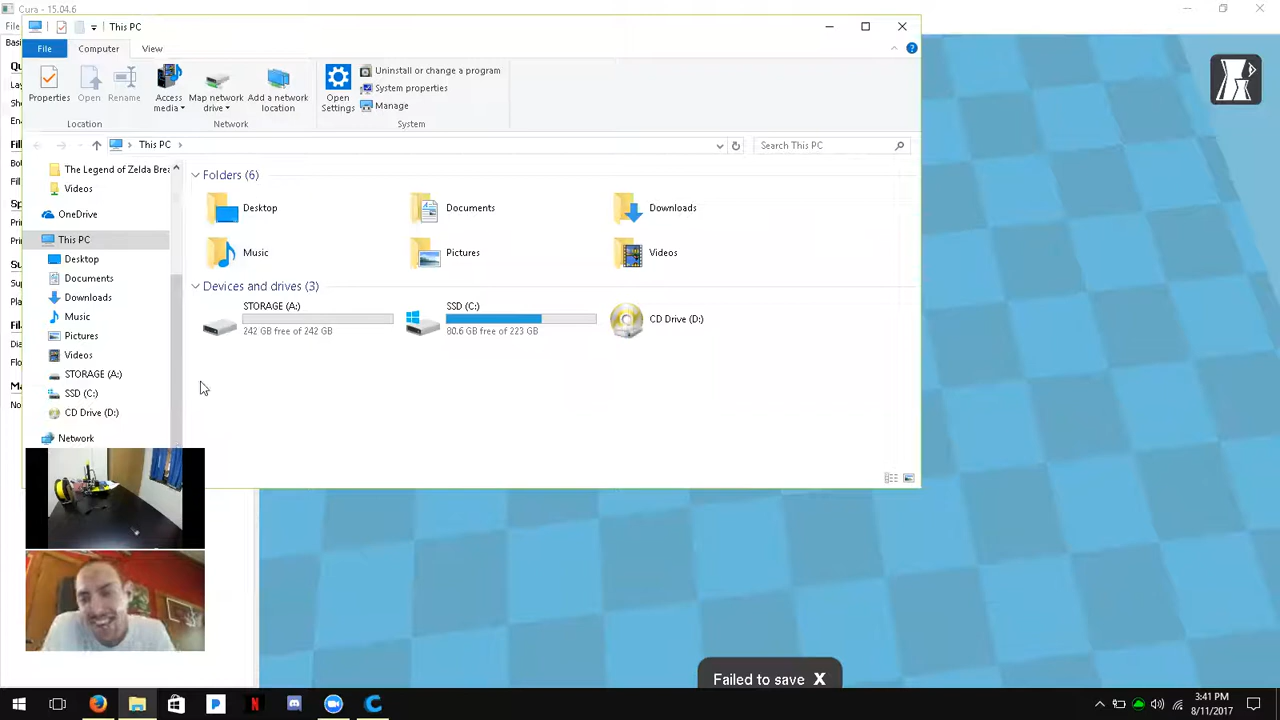 Cura - 15.04.6
File
This PC
Basi
File
Computer
View
Properties
Open
Rename
Access media
Map network drive
Add a network location
Open Settings
Uninstall or change a program
System properties
Manage
Location
Network
System
This PC
Search This PC
The Legend of Zelda Brea
Videos
OneDrive
This PC
Desktop
Documents
Downloads
Music
Pictures
Videos
STORAGE (A:)
SSD (C:)
CD Drive (D:)
Network
Folders (6)
Desktop
Documents
Downloads
Music
Pictures
Videos
Devices and drives (3)
STORAGE (A:)
242 GB free of 242 GB
SSD (C:)
80.6 GB free of 223 GB
CD Drive (D:)
Failed to save X
3:41 PM
8/11/2017